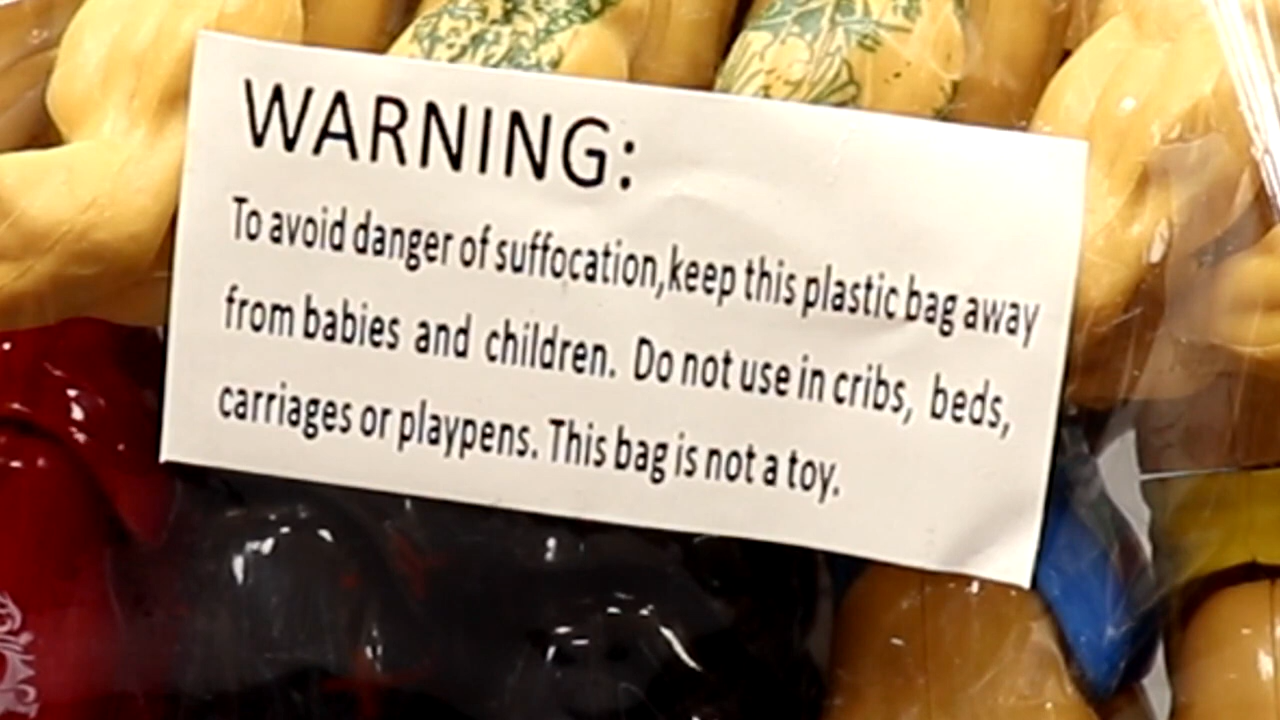 WARNING:
To avoid danger of suffocation,keep this plastic bag away
from babies and children. Do not use in cribs, beds,
carriages or playpens. This bag is not a toy.